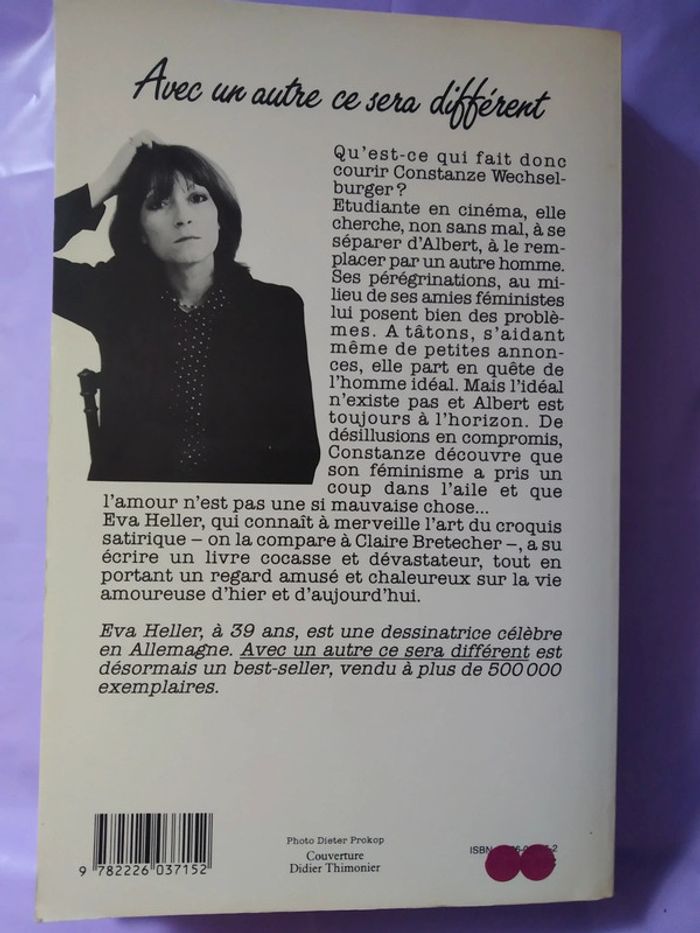 Avec un autre ce sera différent
Qu'est-ce qui fait donc
courir Constanze Wechsel-
burger ?
Etudiante en cinéma, elle
cherche, non sans mal, à se
séparer d'Albert, à le rem-
placer par un autre homme.
Ses pérégrinations, au mi-
lieu de ses amies féministes
lui posent bien des problè-
mes. A tâtons, s'aidant
même de petites annon-
ces, elle part en quête de
l'homme idéal. Mais l'idéal
n'existe pas et Albert est
toujours à l'horizon. De
désillusions en compromis,
Constanze découvre que
son féminisme a pris un
coup dans l'aile et que
l'amour n'est pas une si mauvaise chose...
Eva Heller, qui connaît à merveille l'art du croquis
satirique – on la compare à Claire Bretecher –, a su
écrire un livre cocasse et dévastateur, tout en
portant un regard amusé et chaleureux sur la vie
amoureuse d'hier et d'aujourd'hui.
Eva Heller, à 39 ans, est une dessinatrice célèbre
en Allemagne. Avec un autre ce sera différent est
désormais un best-seller, vendu à plus de 500 000
exemplaires.
9 782226 037152
Photo Dieter Prokop
Couverture
Didier Thimonier
ISBN